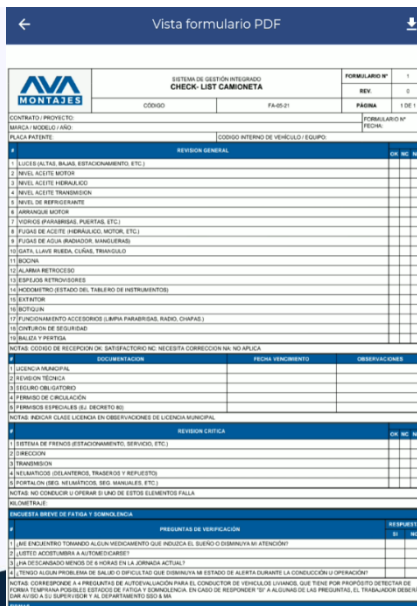 Vista formulario PDF
AVA
MONTAJES
SISTEMA DE GESTIÓN INTEGRADO
CHECK- LIST CAMIONETA
FORMULARIO Nº 1
REV. 0
CÓDIGO FA-05-21 PÁGINA 1 DE 1
CONTRATO / PROYECTO: FORMULARIO Nº
MARCA / MODELO / AÑO: FECHA:
PLACA PATENTE: CODIGO INTERNO DE VEHÍCULO / EQUIPO:
# REVISION GENERAL OK NC N
1 LUCES (ALTAS, BAJAS, ESTACIONAMIENTO, ETC.)
2 NIVEL ACEITE MOTOR
3 NIVEL ACEITE HIDRAULICO
4 NIVEL ACEITE TRANSMISION
5 NIVEL DE REFRIGERANTE
6 ARRANQUE MOTOR
7 VIDRIOS (PARABRISAS, PUERTAS, ETC.)
8 FUGAS DE ACEITE (HIDRÁULICO, MOTOR, ETC.)
9 FUGAS DE AGUA (RADIADOR, MANGUERAS)
10 GATA, LLAVE RUEDA, CUÑAS, TRIANGULO
11 BOCINA
12 ALARMA RETROCESO
13 ESPEJOS RETROVISORES
14 HODOMETRO (ESTADO DEL TABLERO DE INSTRUMENTOS)
15 EXTINTOR
16 BOTIQUIN
17 FUNCIONAMIENTO ACCESORIOS (LIMPIA PARABRISAS, RADIO, CHAPAS )
18 CINTURON DE SEGURIDAD
19 BALIZA Y PERTIGA
NOTAS: CODIGO DE RECEPCION OK: SATISFACTORIO NC: NECESITA CORRECCION NA: NO APLICA
# DOCUMENTACION FECHA VENCIMIENTO OBSERVACIONES
1 LICENCIA MUNICIPAL
2 REVISION TÉCNICA
3 SEGURO OBLIGATORIO
4 PERMISO DE CIRCULACIÓN
5 PERMISOS ESPECIALES (EJ. DECRETO 80)
NOTAS: INDICAR CLASE LICENCIA EN OBSERVACIONES DE LICENCIA MUNICIPAL
# REVISION CRITICA OK NC N
1 SISTEMA DE FRENOS (ESTACIONAMIENTO, SERVICIO, ETC.)
2 DIRECCION
3 TRANSMISION
4 NEUMATICOS (DELANTEROS, TRASEROS Y REPUESTO)
5 PORTALON (SEG. NEUMÁTICOS, SEG. MANUALES, ETC.)
NOTAS: NO CONDUCIR U OPERAR SI UNO DE ESTOS ELEMENTOS FALLA
KILOMETRAJE:
ENCUESTA BREVE DE FATIGA Y SOMNOLENCIA
# PREGUNTAS DE VERIFICACIÓN RESPUEST
SI NO
1 ¿ME ENCUENTRO TOMANDO ALGUN MEDICAMENTO QUE INDUZCA EL SUEÑO O DISMINUYA MI ATENCIÓN?
2 ¿USTED ACOSTUMBRA A AUTOMEDICARSE?
3 ¿HA DESCANSADO MENOS DE 6 HORAS EN LA JORNADA ACTUAL?
4 ¿TENGO ALGUN PROBLEMA DE SALUD O DIFICULTAD QUE DISMINUYA MI ESTADO DE ALERTA DURANTE LA CONDUCCIÓN U OPERACIÓN?
NOTAS: CORRESPONDE A 4 PREGUNTAS DE AUTOEVALUACIÓN PARA EL CONDUCTOR DE VEHICULOS LIVIANOS, QUE TIENE POR PROPÓSITO DETECTAR DE
FORMA TEMPRANA POSIBLES ESTADOS DE FATIGA Y SOMNOLENCIA. EN CASO DE RESPONDER "SI" A ALGUNAS DE LAS PREGUNTAS, EL TRABAJADOR DEBE
DAR AVISO A SU SUPERVISOR Y AL DEPARTAMENTO SSO & MA